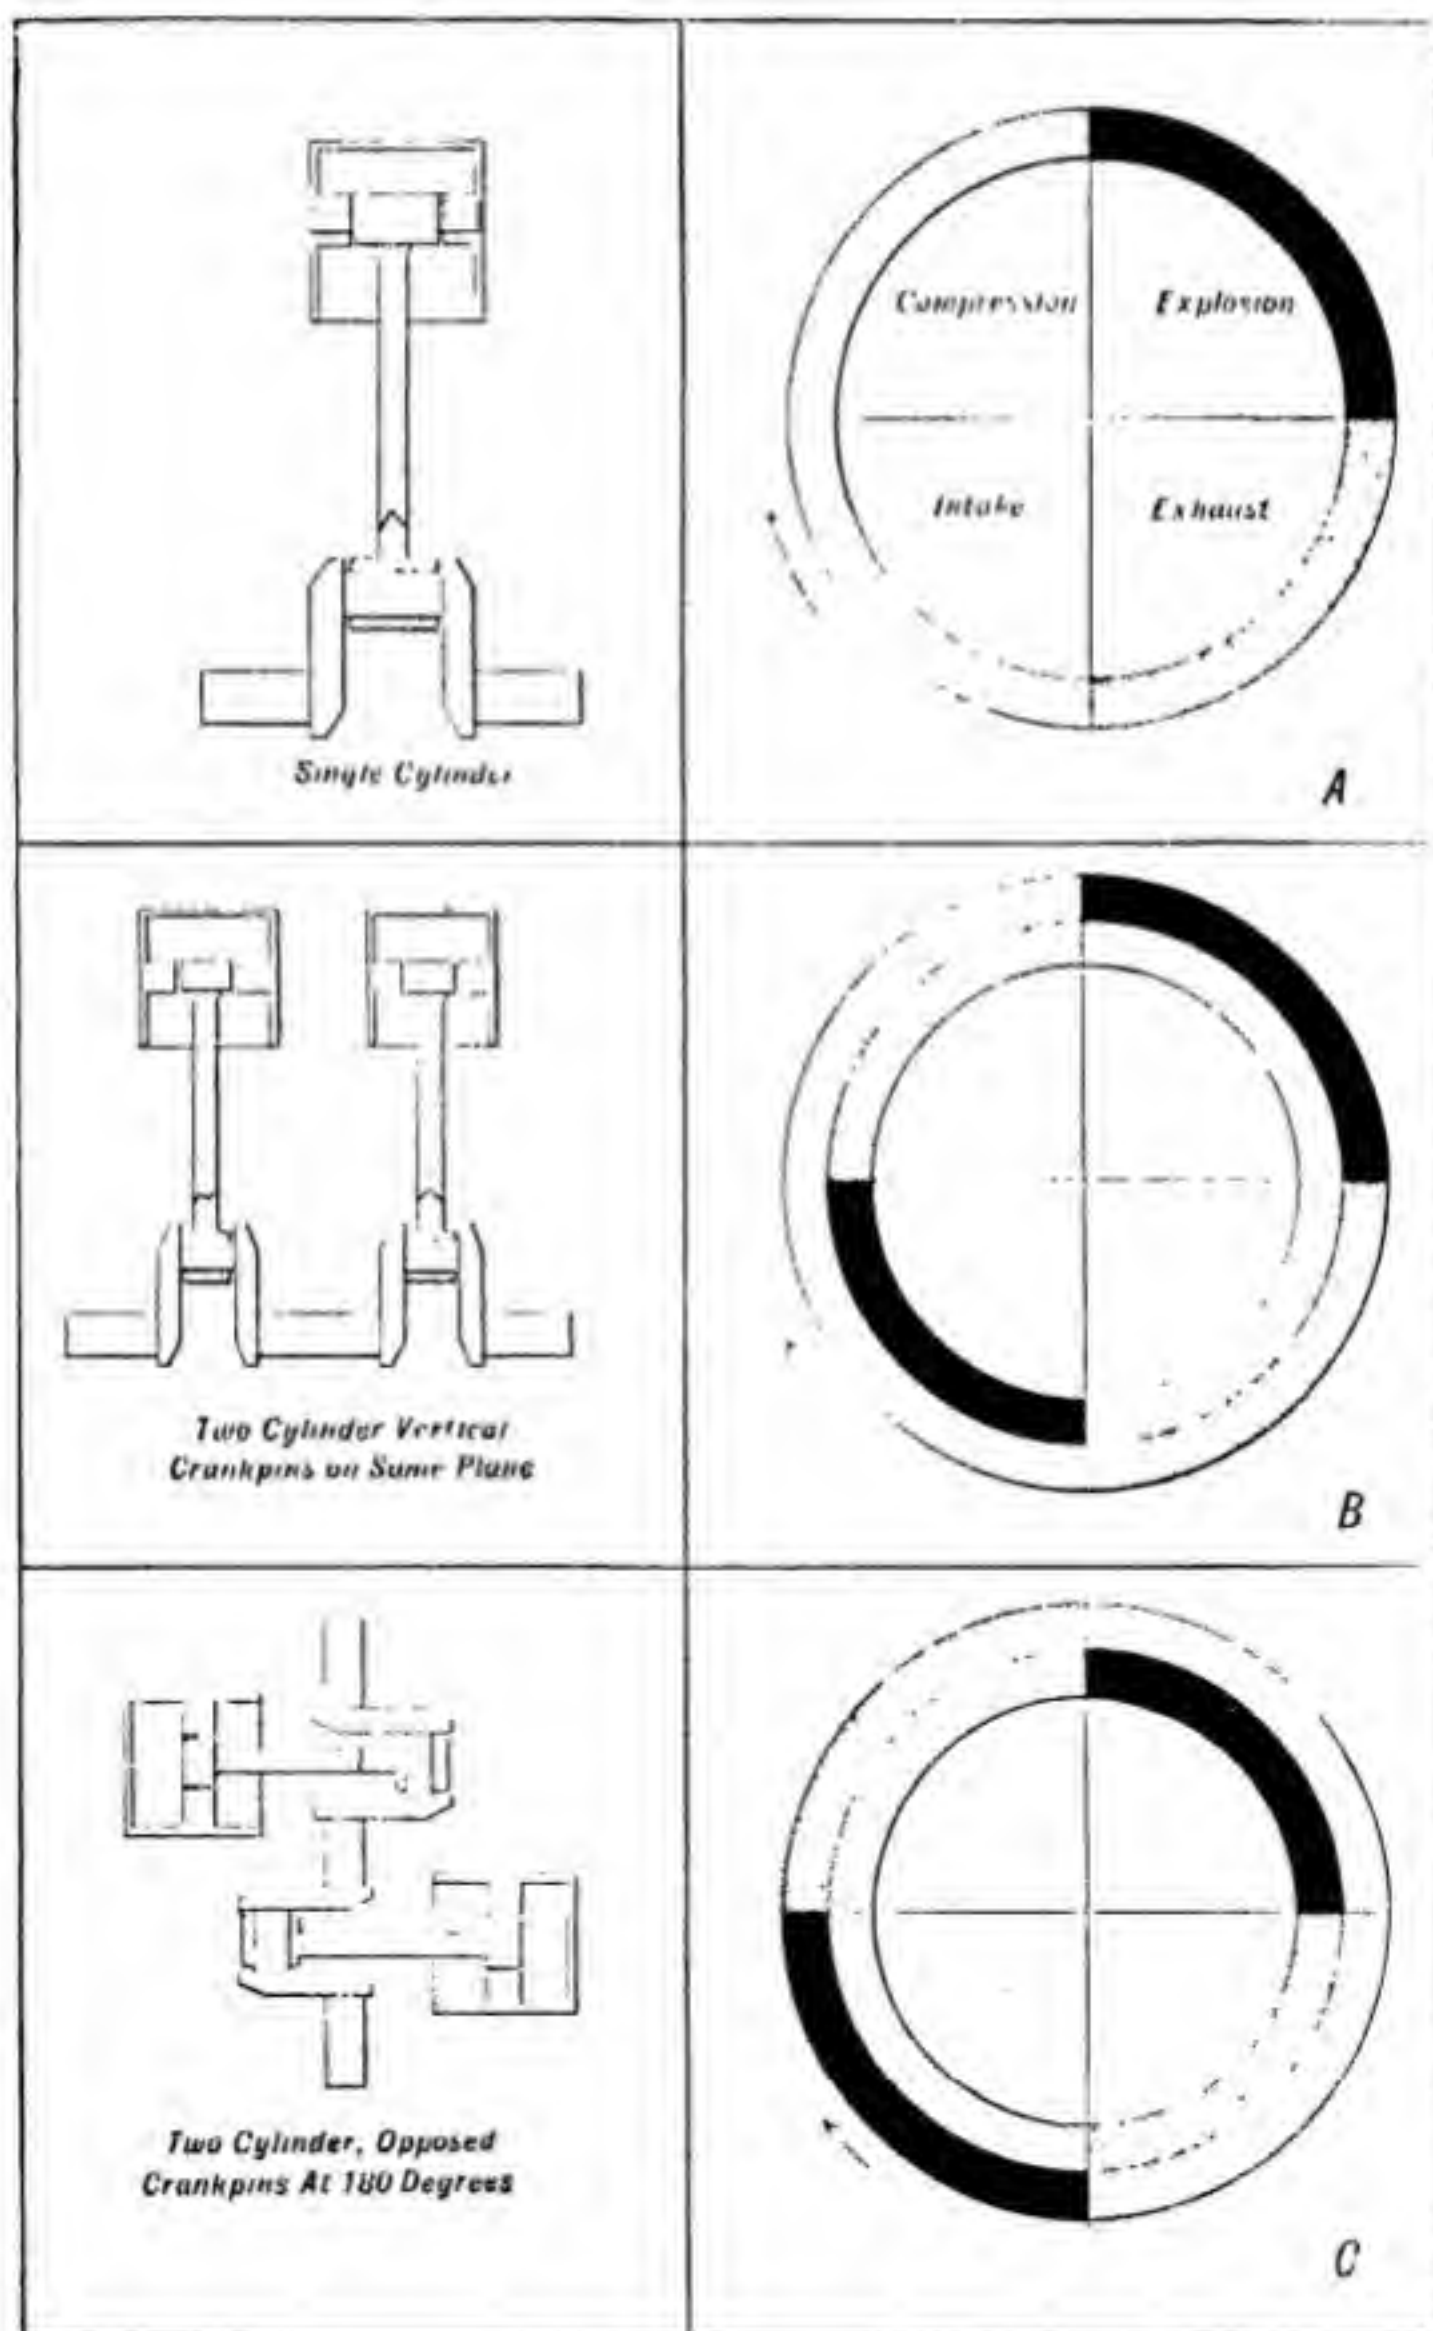 Compression
Explosion
Intake
Exhaust
Single Cylinder
A
Two Cylinder Vertical
Crankpins on Same Plane
B
Two Cylinder, Opposed
Crankpins At 180 Degrees
C